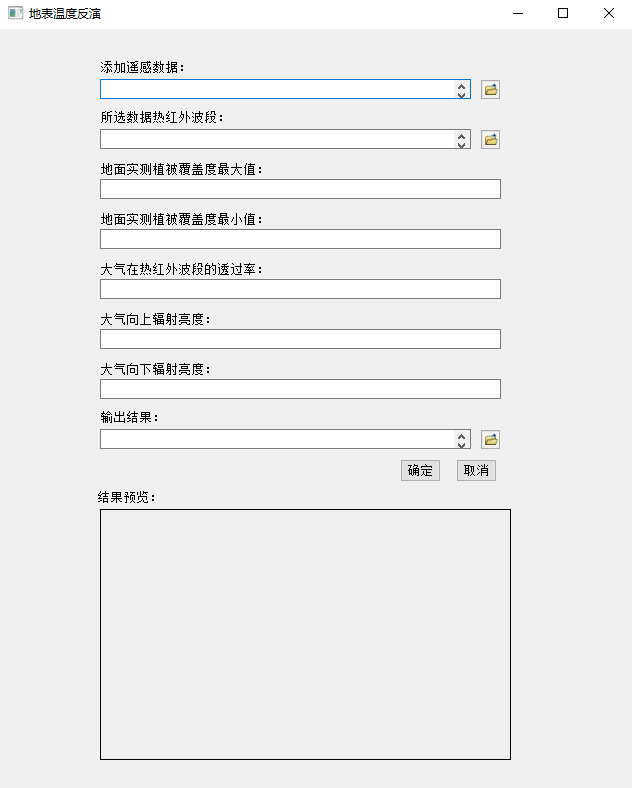 地表温度反演
添加遥感数据：
所选数据热红外波段：
地面实测植被覆盖度最大值：
地面实测植被覆盖度最小值：
大气在热红外波段的透过率：
大气向上辐射亮度：
大气向下辐射亮度：
输出结果：
确定 取消
结果预览：